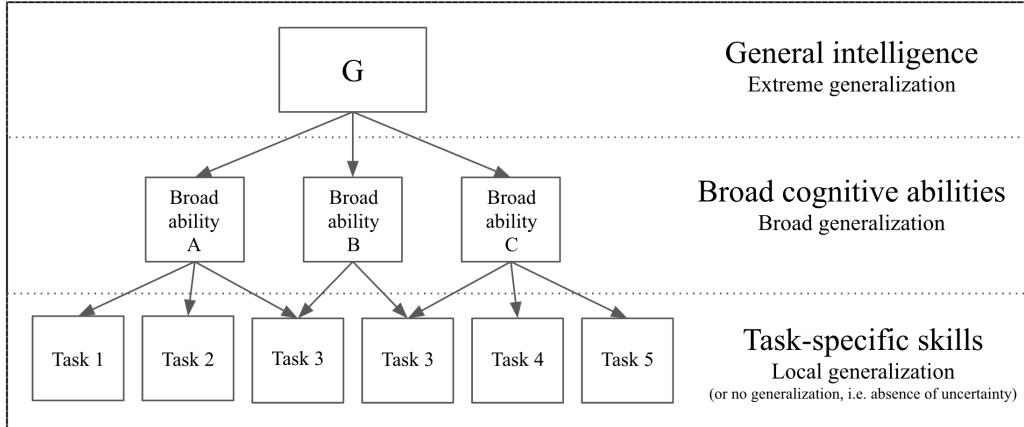 G
General intelligence
Extreme generalization
Broad
ability
A
Broad
ability
B
Broad
ability
C
Broad cognitive abilities
Broad generalization
Task 1
Task 2
Task 3
Task 3
Task 4
Task 5
Task-specific skills
Local generalization
(or no generalization, i.e. absence of uncertainty)